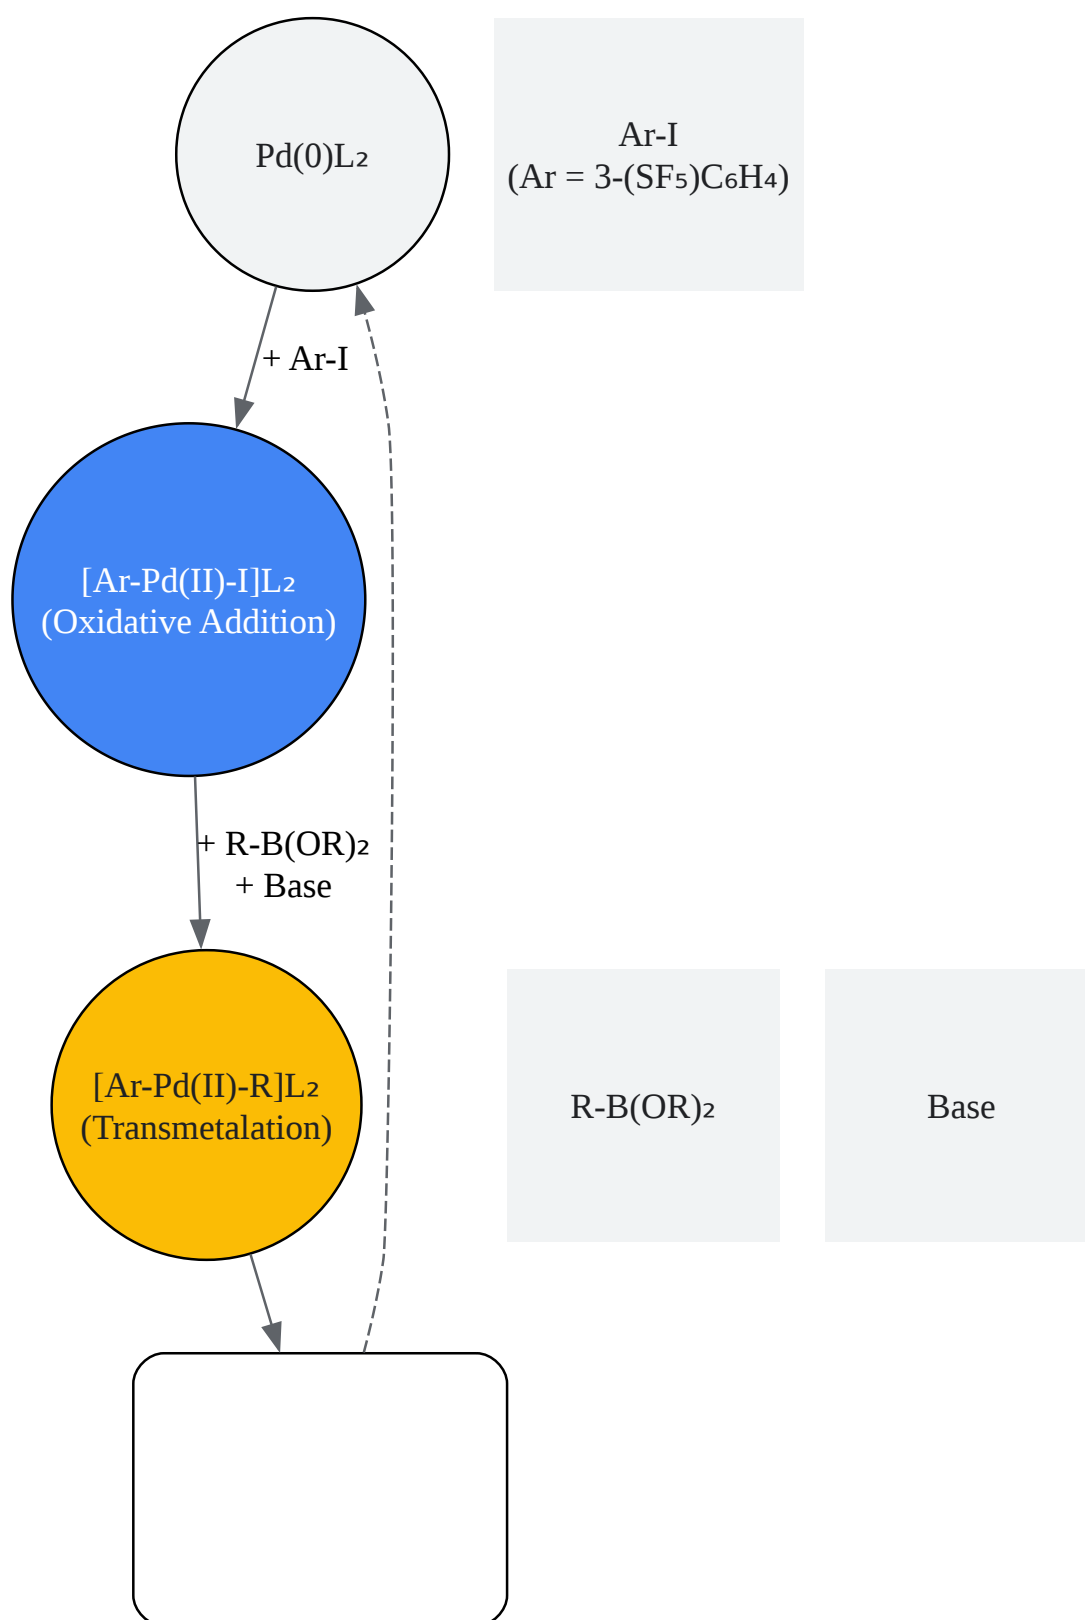 Pd(0)L₂
Ar-I
(Ar = 3-(SF₅)C₆H₄)
+ Ar-I
[Ar-Pd(II)-I]L₂
(Oxidative Addition)
+ R-B(OR)₂
+ Base
[Ar-Pd(II)-R]L₂
(Transmetalation)
R-B(OR)₂
Base